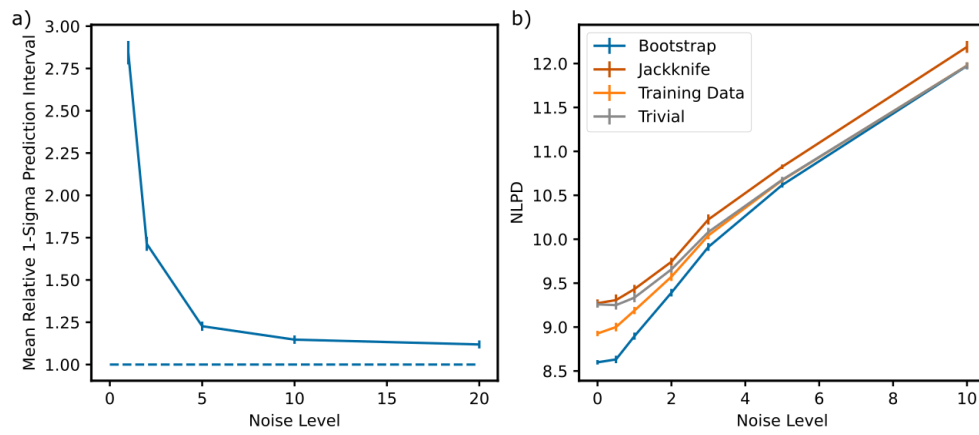 a)
3.00
2.75
2.50
2.25
2.00
1.75
1.50
1.25
1.00
Mean Relative 1-Sigma Prediction Interval
0 5 10 15 20
Noise Level
b)
Bootstrap
Jackknife
Training Data
Trivial
12.0
11.5
11.0
10.5
10.0
9.5
9.0
8.5
NLPD
0 2 4 6 8 10
Noise Level